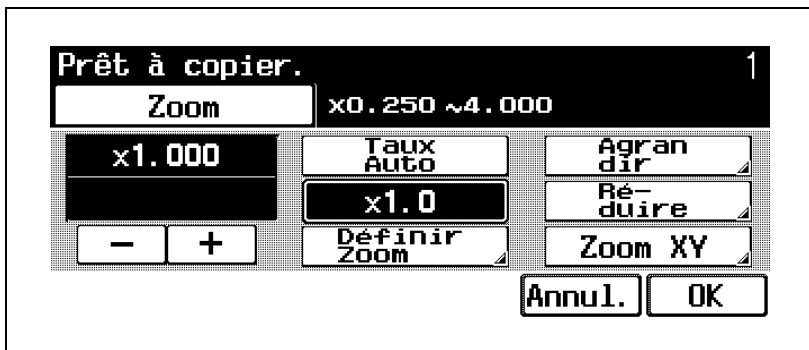 Prêt à copier. 1
Zoom x0.250 ~4.000
x1.000
Taux
Auto
Agran
dir
x1.0
Ré-
duire
− +
Définir
Zoom
Zoom XY
Annul. OK